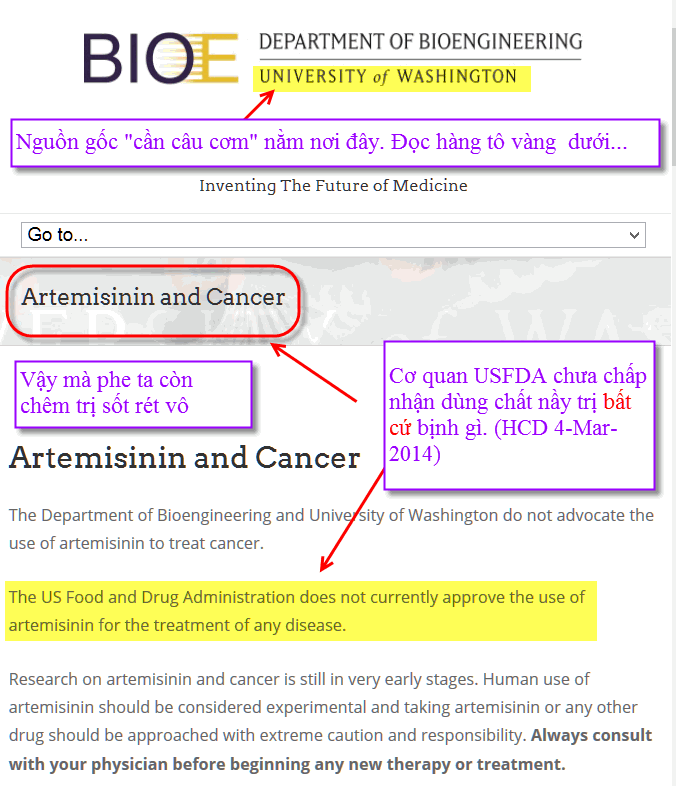 BIOE
DEPARTMENT OF BIOENGINEERING
UNIVERSITY of WASHINGTON
Nguồn gốc "cần câu cơm" nằm nơi đây. Đọc hàng tô vàng dưới...
Inventing The Future of Medicine
Go to...
Artemisinin and Cancer
Vậy mà phe ta còn
chêm trị sốt rét vô
Cơ quan USFDA chưa chấp
nhận dùng chất nầy trị bất
cứ bịnh gì. (HCD 4-Mar-
2014)
Artemisinin and Cancer
The Department of Bioengineering and University of Washington do not advocate the
use of artemisinin to treat cancer.
The US Food and Drug Administration does not currently approve the use of
artemisinin for the treatment of any disease.
Research on artemisinin and cancer is still in very early stages. Human use of
artemisinin should be considered experimental and taking artemisinin or any other
drug should be approached with extreme caution and responsibility. Always consult
with your physician before beginning any new therapy or treatment.